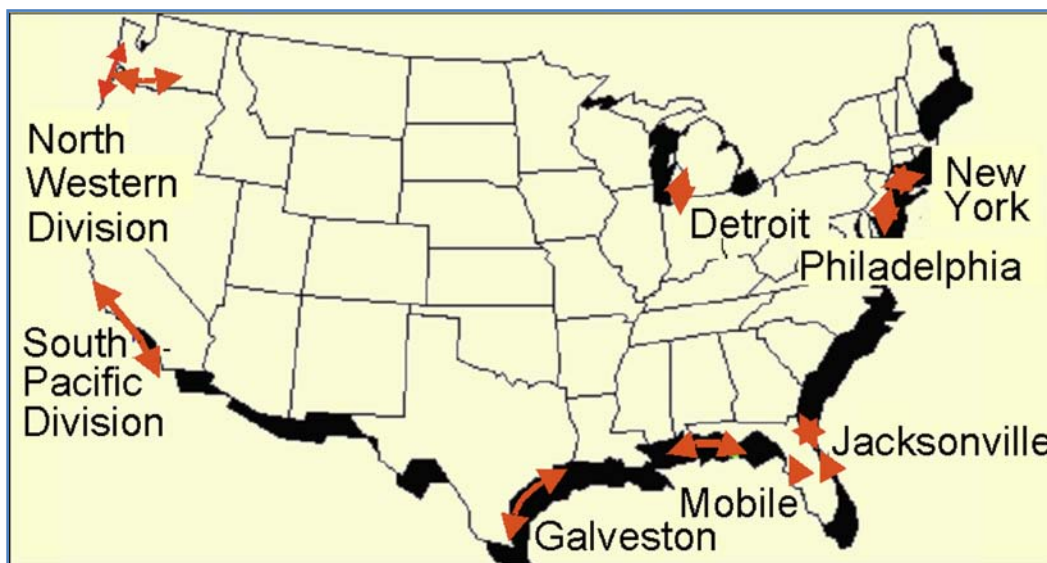 North
Western
Division
New
York
Detroit
Philadelphia
South
Pacific
Division
Jacksonville
Mobile
Galveston